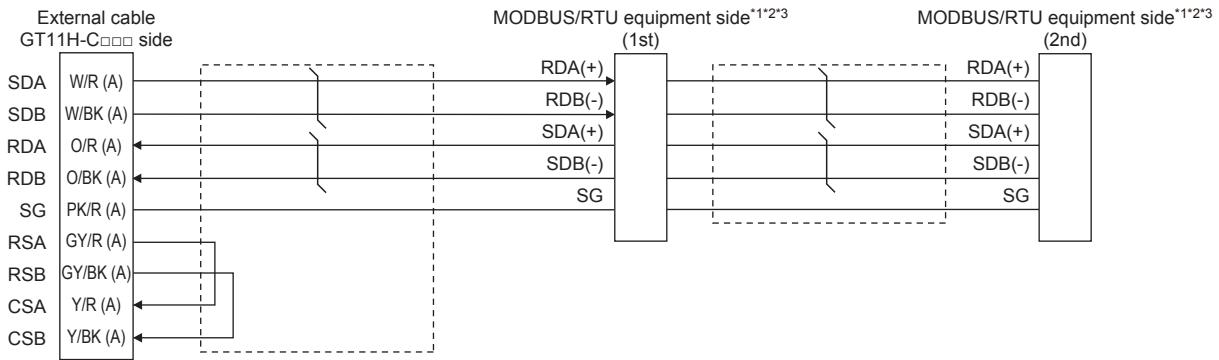 External cable
GT11H-C□□□ side
MODBUS/RTU equipment side*1*2*3
(1st)
MODBUS/RTU equipment side*1*2*3
(2nd)
SDA W/R (A) RDA(+) RDA(+)
SDB W/BK (A) RDB(-) RDB(-)
RDA O/R (A) SDA(+) SDA(+)
RDB O/BK (A) SDB(-) SDB(-)
SG PK/R (A) SG SG
RSA GY/R (A)
RSB GY/BK (A)
CSA Y/R (A)
CSB Y/BK (A)